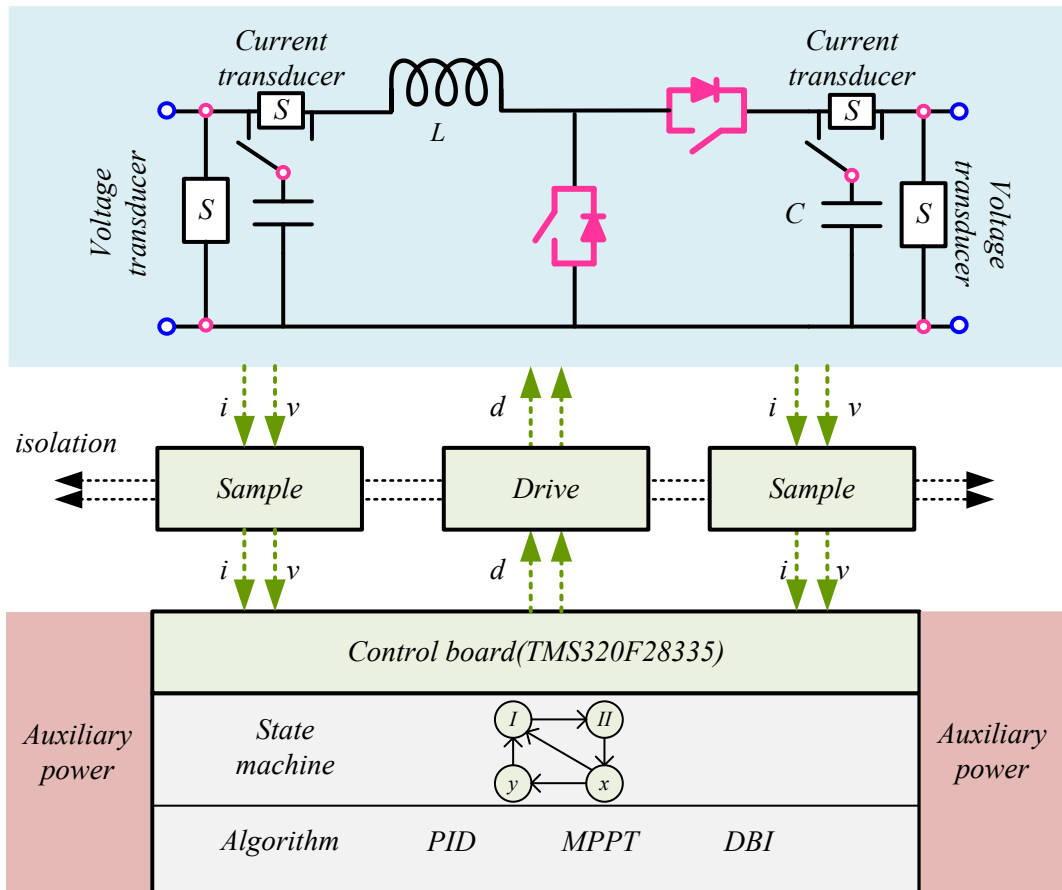 Current
transducer
Current
transducer
S
S
L
Voltage
transducer
S
C
S
Voltage
transducer
i
v
d
i
v
isolation
Sample
Drive
Sample
i
v
d
i
v
Control board(TMS320F28335)
Auxiliary
power
State
machine
I
II
y
x
Auxiliary
power
Algorithm PID MPPT DBI